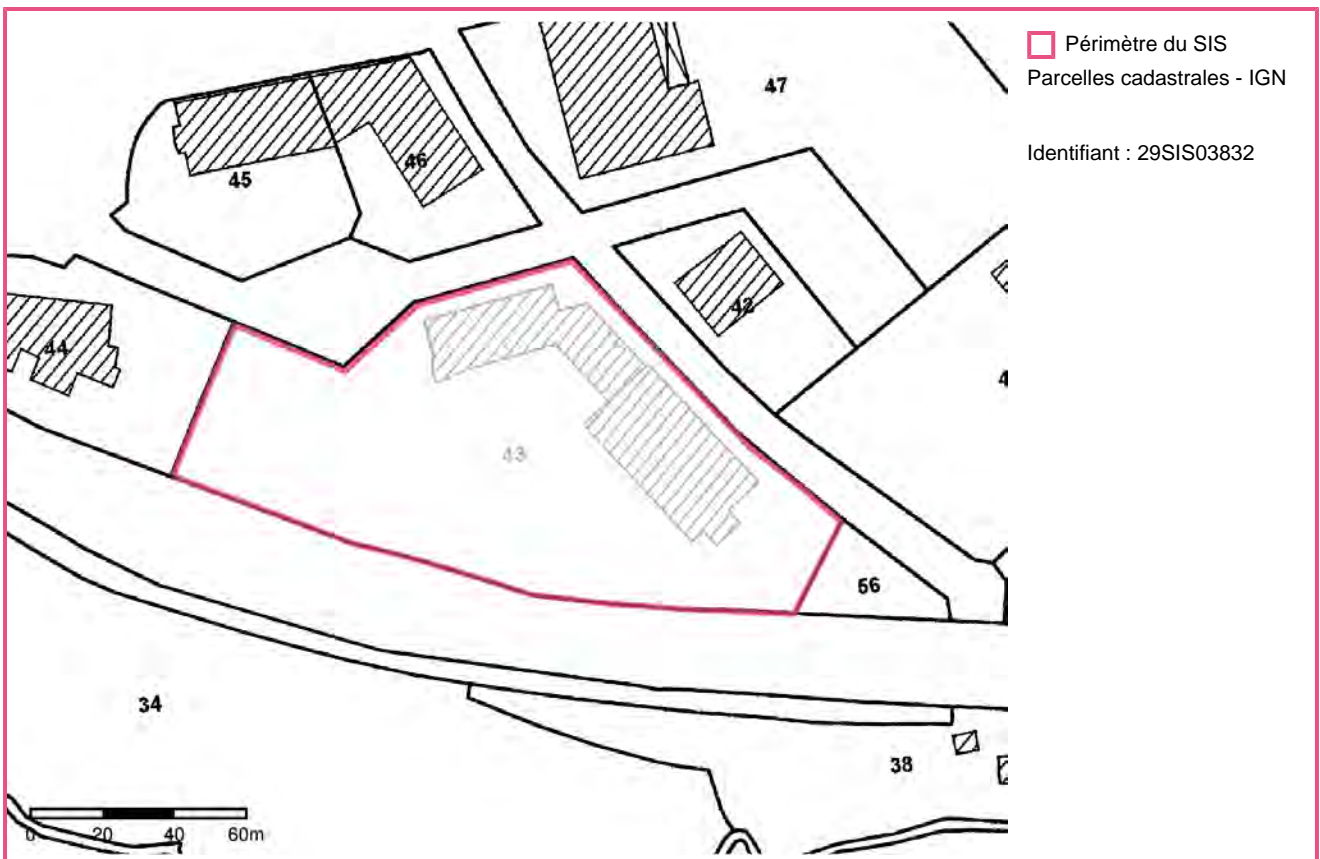 Périmètre du SIS
Parcelles cadastrales - IGN
Identifiant : 29SIS03832
47
46
45
42
44
4
43
56
34
38
0 20 40 60m